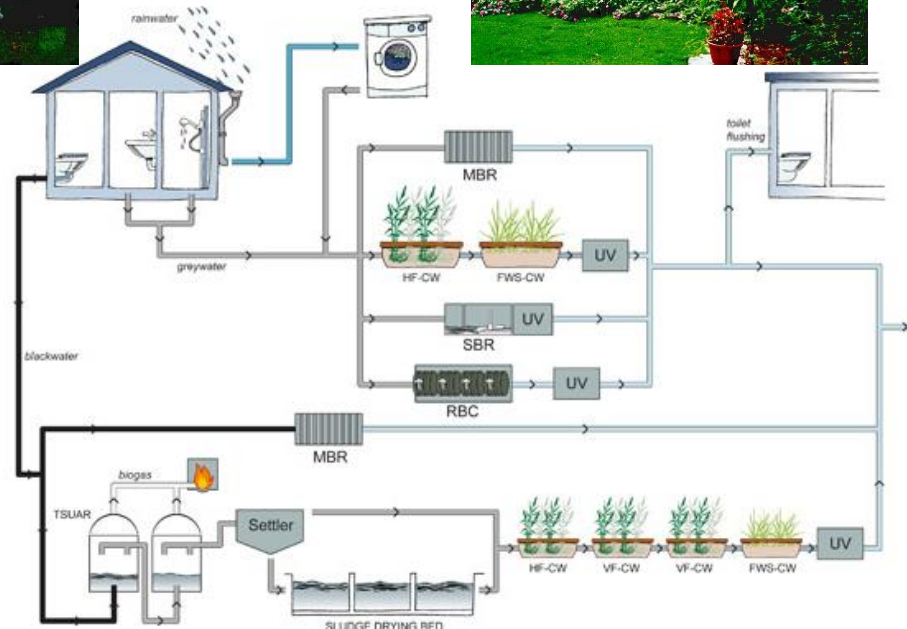 rainwater
toilet
flushing
MBR
greywater
HF-CW
FWS-CW
UV
SBR
UV
blackwater
RBC
UV
MBR
biogas
TSUAR
Settler
HF-CW
VF-CW
VF-CW
FWS-CW
UV
SLUDGE DRYING BED